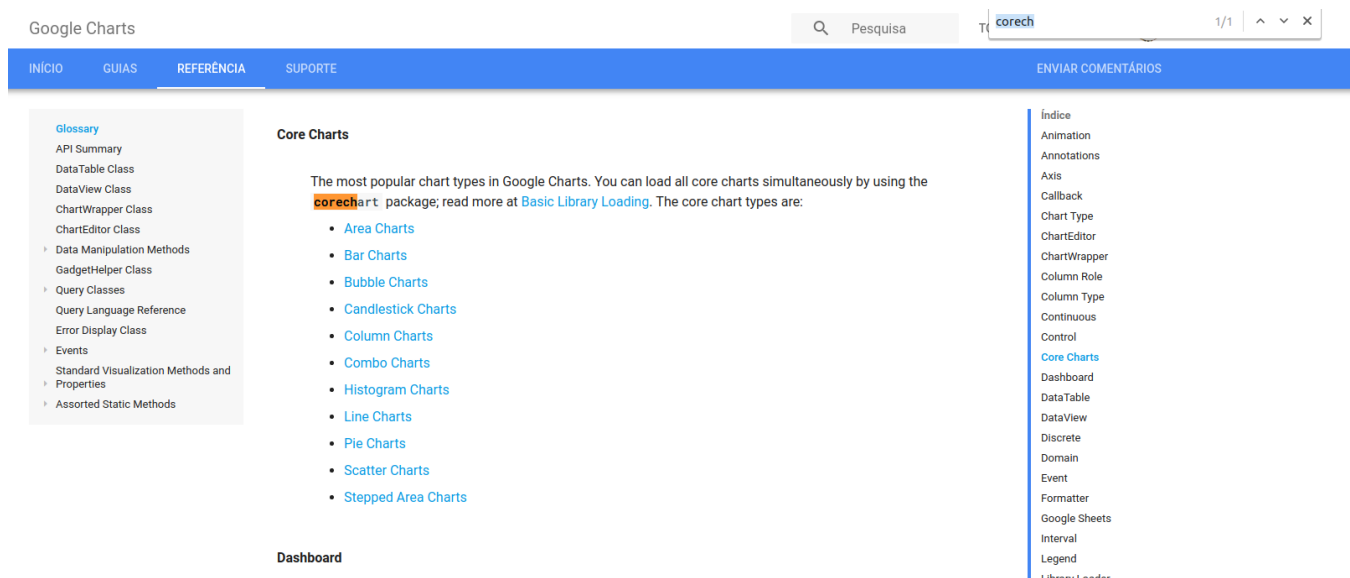 Google Charts
Pesquisa
corech
1/1
INÍCIO
GUIAS
REFERÊNCIA
SUPORTE
ENVIAR COMENTÁRIOS
Glossary
API Summary
DataTable Class
DataView Class
ChartWrapper Class
ChartEditor Class
Data Manipulation Methods
GadgetHelper Class
Query Classes
Query Language Reference
Error Display Class
Events
Standard Visualization Methods and
Properties
Assorted Static Methods
Core Charts
The most popular chart types in Google Charts. You can load all core charts simultaneously by using the
corechart package; read more at Basic Library Loading. The core chart types are:
Area Charts
Bar Charts
Bubble Charts
Candlestick Charts
Column Charts
Combo Charts
Histogram Charts
Line Charts
Pie Charts
Scatter Charts
Stepped Area Charts
Dashboard
Índice
Animation
Annotations
Axis
Callback
Chart Type
ChartEditor
ChartWrapper
Column Role
Column Type
Continuous
Control
Core Charts
Dashboard
DataTable
DataView
Discrete
Domain
Event
Formatter
Google Sheets
Interval
Legend